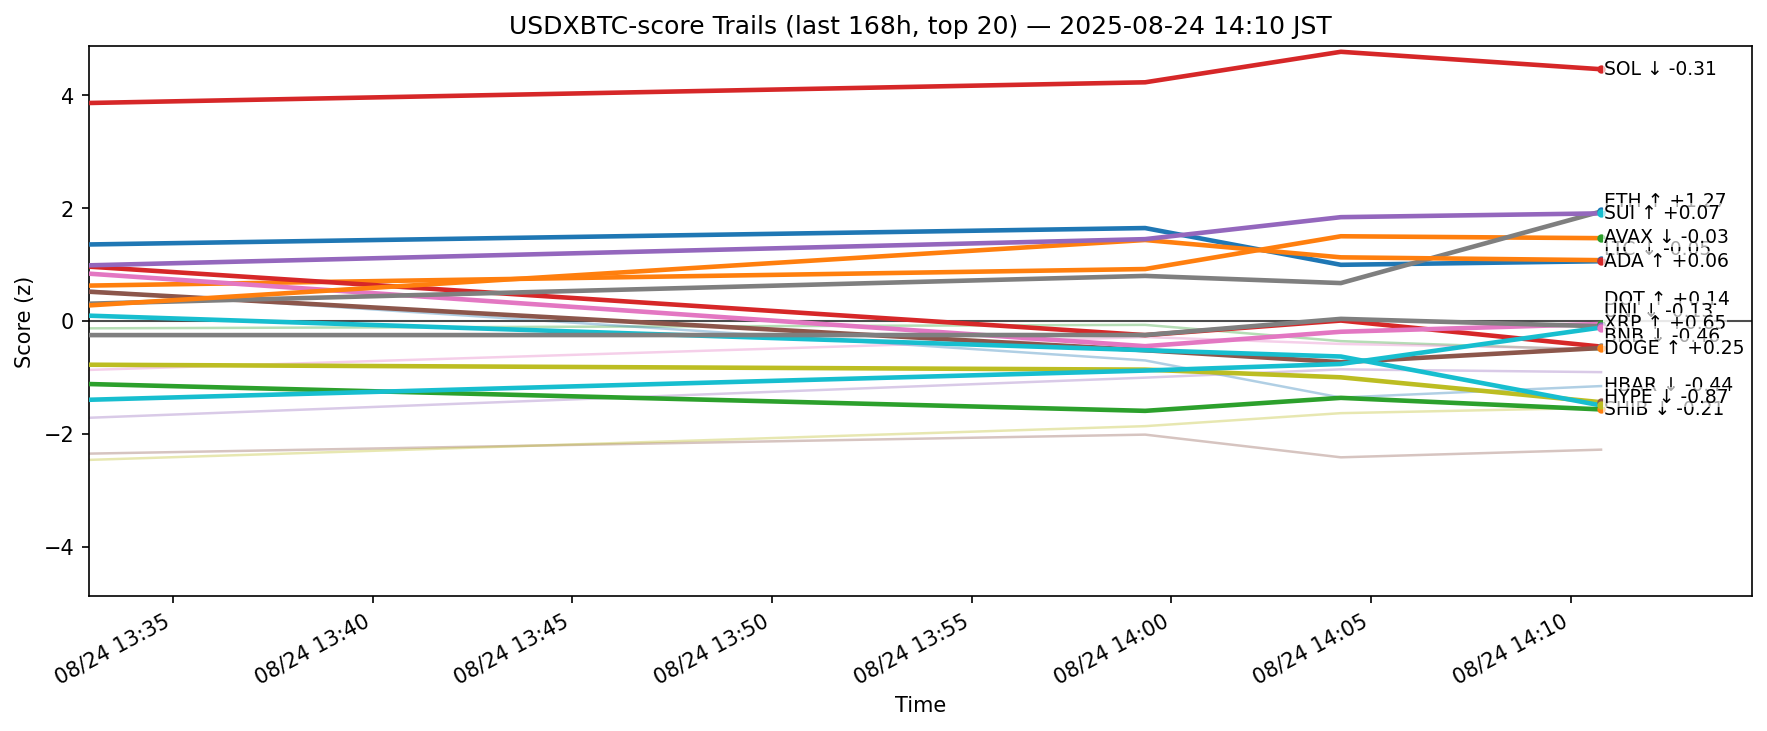 USDXBTC-score Trails (last 168h, top 20) — 2025-08-24 14:10 JST
Score (z)
4
2
0
−2
−4
SOL ↓ -0.31
ETH ↑ +1.27
SUI ↑ +0.07
AVAX ↓ -0.03
ADA ↑ +0.06
DOT ↑ +0.14
UNI ↓ -0.13
XRP ↑ +0.65
BNB ↓ -0.46
DOGE ↑ +0.25
HBAR ↓ -0.44
HYPE ↓ -0.87
SHIB ↓ -0.21
08/24 13:35
08/24 13:40
08/24 13:45
08/24 13:50
08/24 13:55
08/24 14:00
08/24 14:05
08/24 14:10
Time